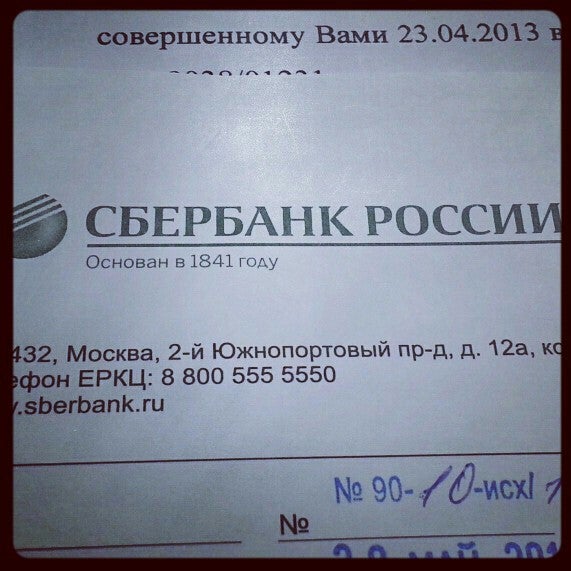 совершенному Вами 23.04.2013 в
СБЕРБАНК РОССИИ
Основан в 1841 году
432, Москва, 2-й Южнопортовый пр-д, д. 12а, ко
ефон ЕРКЦ: 8 800 555 5550
.sberbank.ru
№ 90-10-исх/
№